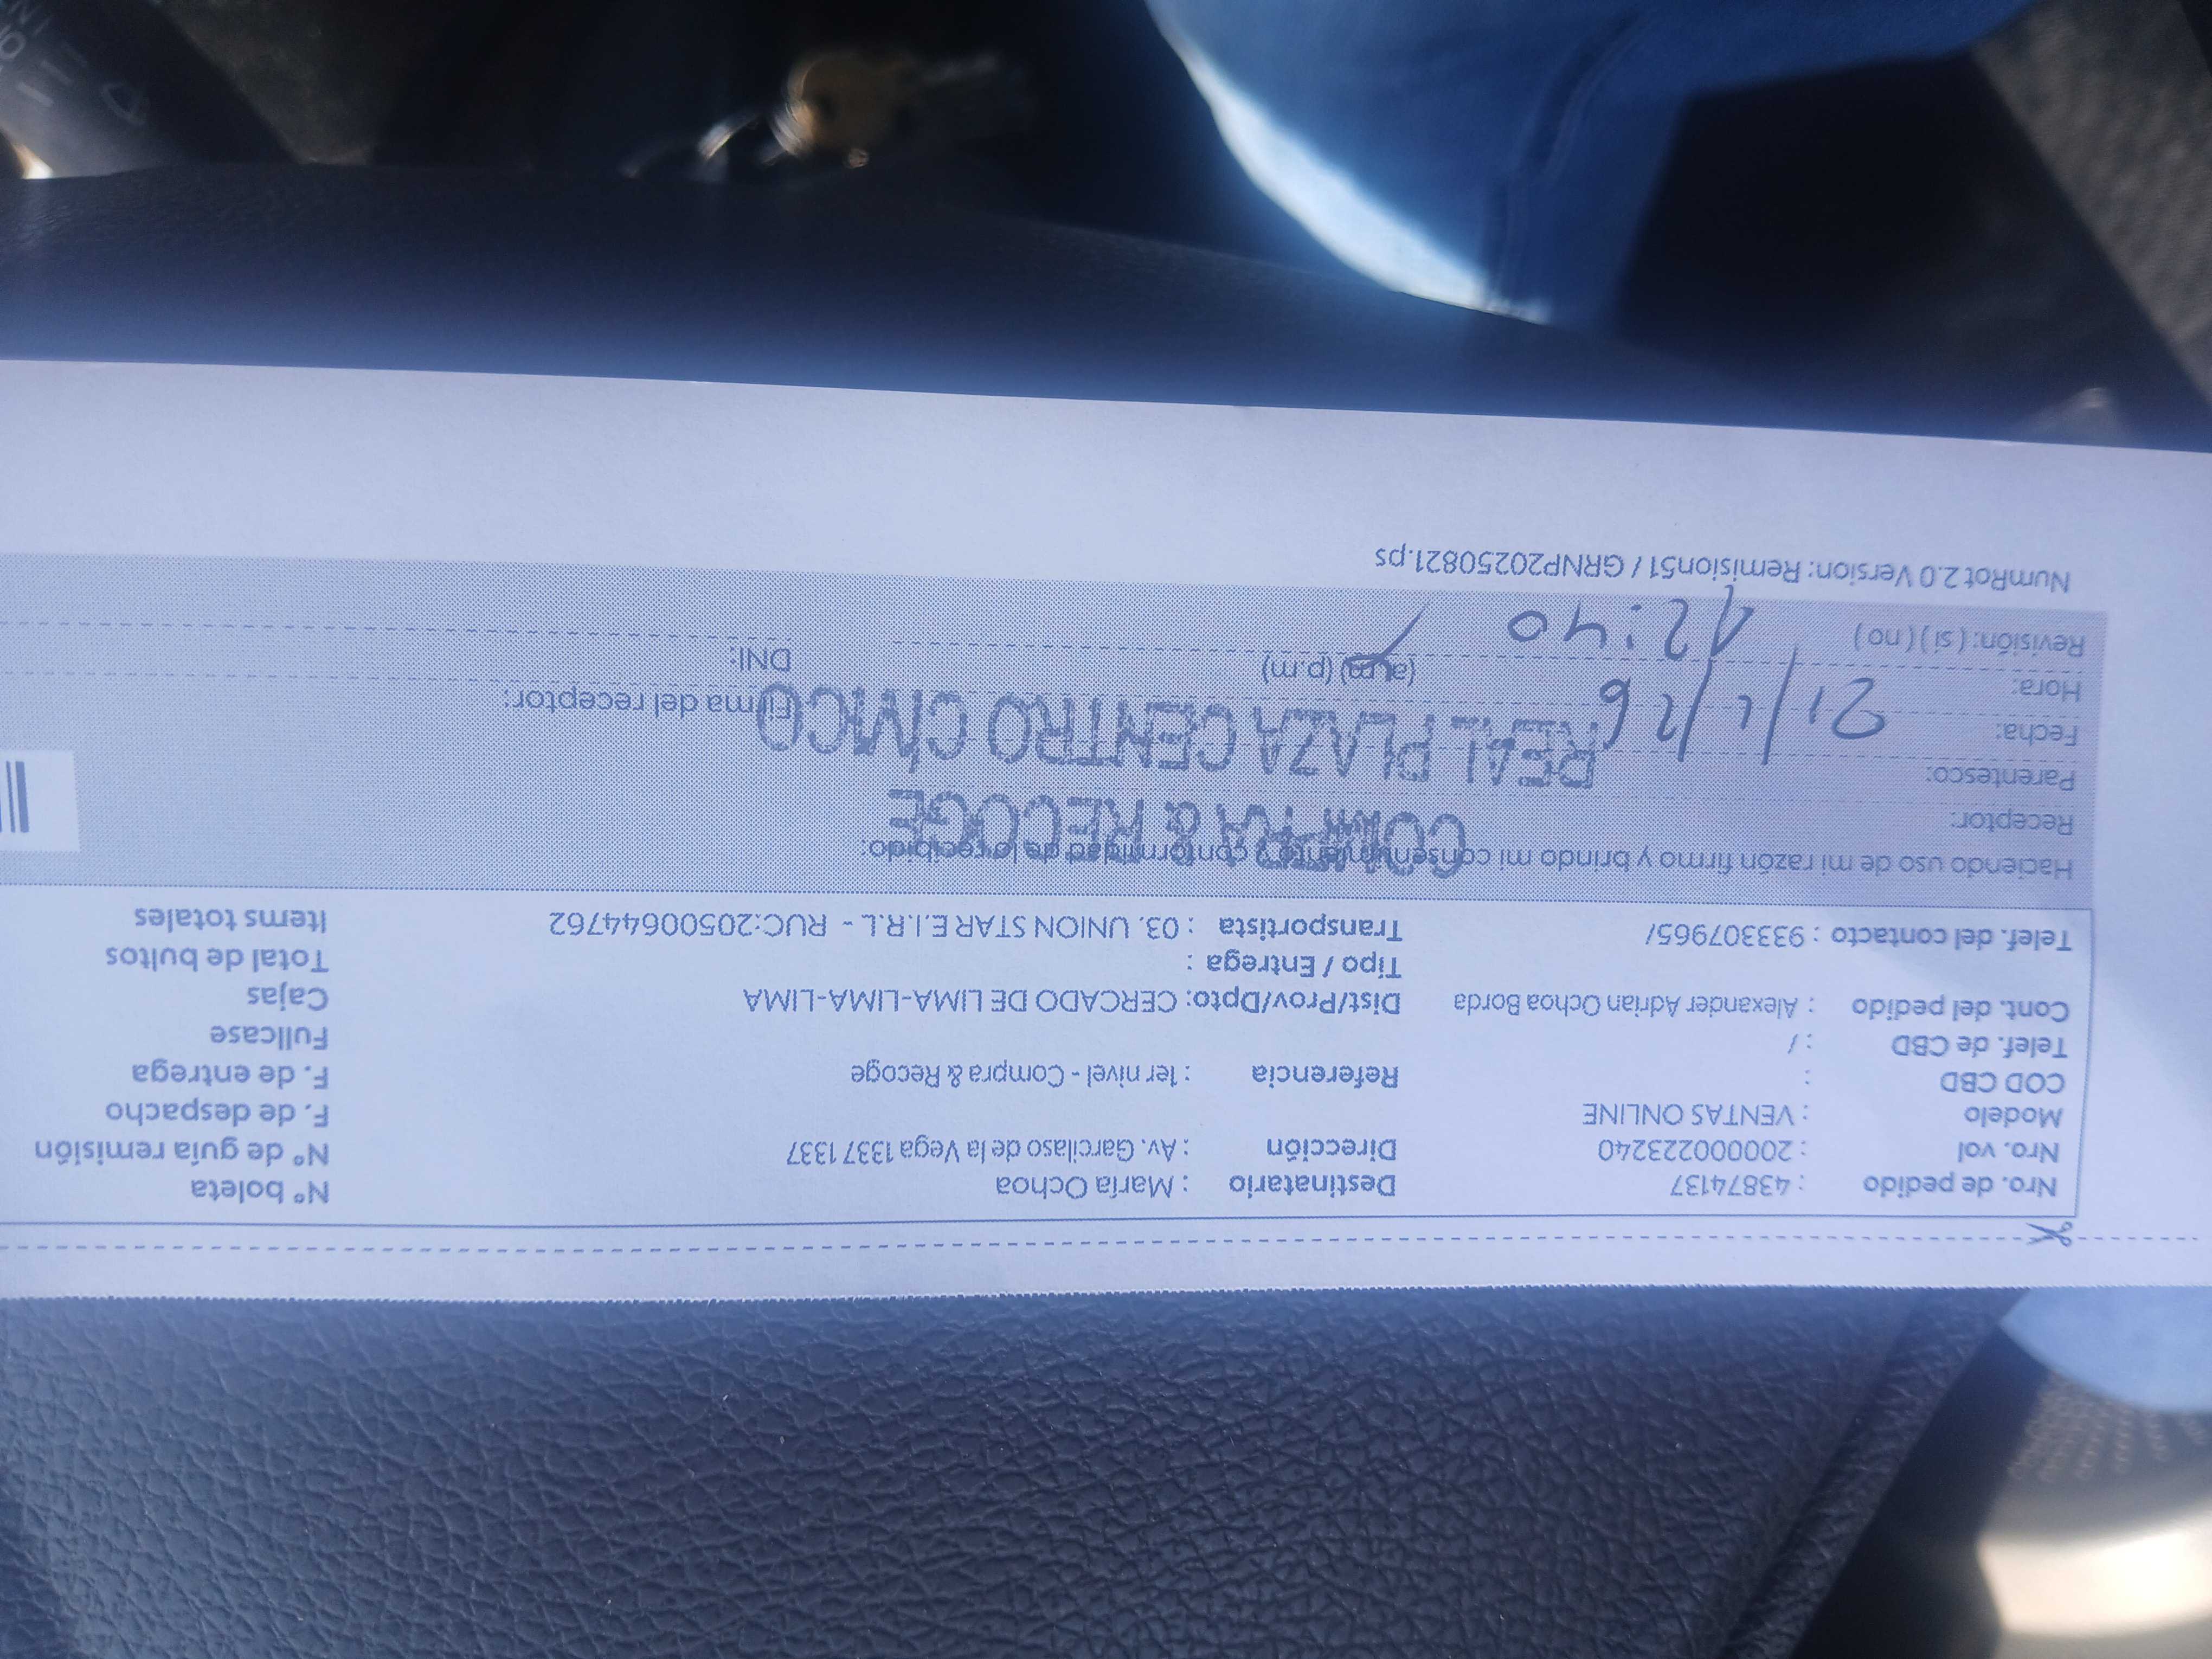 Nro. de pedido : 43874137 Destinatario : María Ochoa Nº boleta
Nro. vol : 200000223240 Dirección : Av. Garcilaso de la Vega 1337 1337 Nº de guía remisión
Modelo : VENTAS ONLINE F. de despacho
COD CBD : Referencia : 1er nivel - Compra & Recoge F. de entrega
Telef. de CBD : / Fullcase
Cont. del pedido : Alexander Adrian Ochoa Borda Dist/Prov/Dpto: CERCADO DE LIMA-LIMA-LIMA Cajas
Tipo / Entrega : Total de bultos
Telef. del contacto : 933307965/ Transportista : 03. UNION STAR E.I.R.L - RUC:20500644762 Items totales
Haciendo uso de mi razón firmo y brindo mi consentimiento y conformidad de lo recibido:
COMPRA & RECOGE
Receptor:
Parentesco:
REAL PLAZA CENTRO CIVICO
Fecha: 21/1/26 Firma del receptor:
Hora: 12:40 (a.m) (p.m) DNI:
Revisión: ( si ) ( no )
NumRot 2.0 Version: Remision51 / GRNP20250821.ps